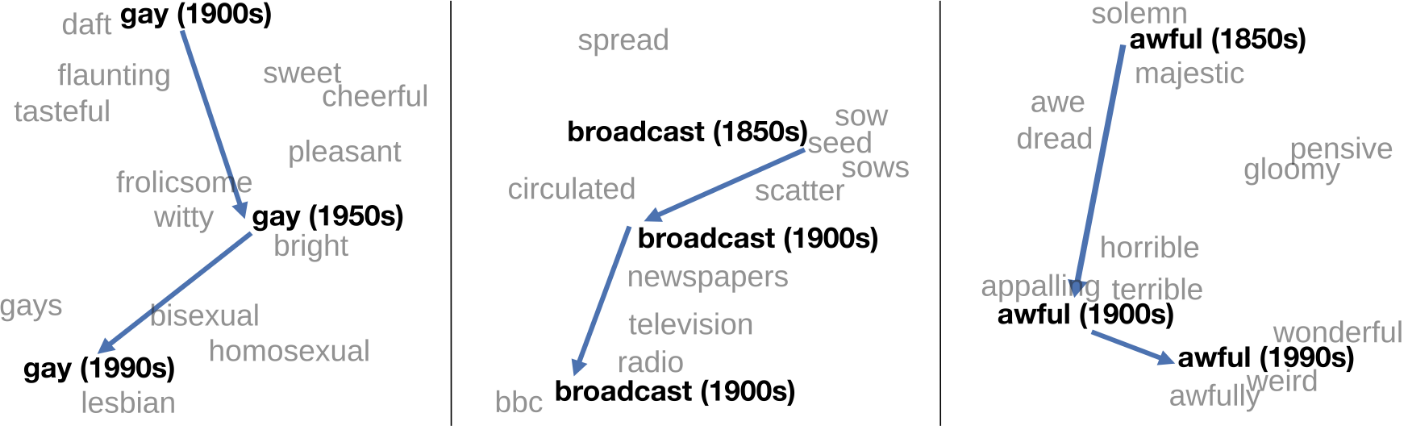 daft gay (1900s)
flaunting sweet
tasteful cheerful
pleasant
frolicsome
witty gay (1950s)
bright
gays bisexual
homosexual
gay (1990s)
lesbian
spread
sow
broadcast (1850s) seed
sows
circulated scatter
broadcast (1900s)
newspapers
television
radio
bbc broadcast (1900s)
solemn
awful (1850s)
majestic
awe
dread
pensive
gloomy
horrible
appalling terrible
awful (1900s)
wonderful
awful (1990s)
weird
awfully